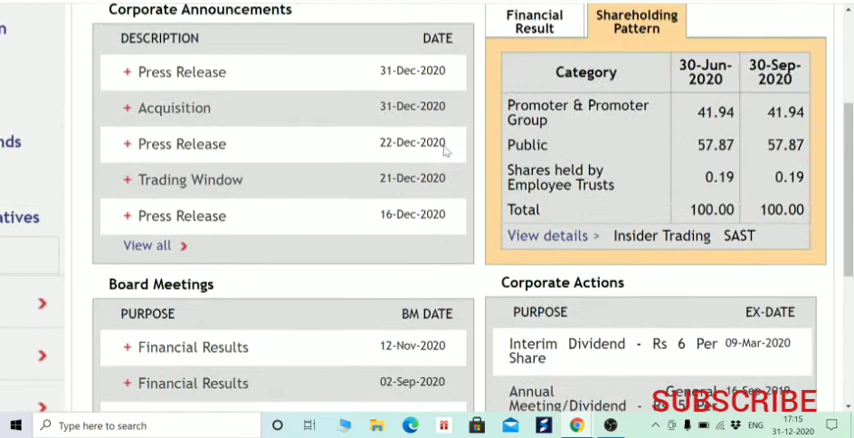 Corporate Announcements
DESCRIPTION DATE
+ Press Release 31-Dec-2020
+ Acquisition 31-Dec-2020
+ Press Release 22-Dec-2020
+ Trading Window 21-Dec-2020
+ Press Release 16-Dec-2020
View all >
Financial
Result
Shareholding
Pattern
Category 30-Jun-2020 30-Sep-2020
Promoter & Promoter
Group 41.94 41.94
Public 57.87 57.87
Shares held by
Employee Trusts 0.19 0.19
Total 100.00 100.00
View details > Insider Trading SAST
n
nds
atives
Board Meetings
PURPOSE BM DATE
+ Financial Results 12-Nov-2020
+ Financial Results 02-Sep-2020
Corporate Actions
PURPOSE EX-DATE
Interim Dividend - Rs 6 Per 09-Mar-2020
Share
Annual General 16-Sep-2019
Meeting/Dividend - Rs Per
SUBSCRIBE
Type here to search
ENG
17:15
31-12-2020